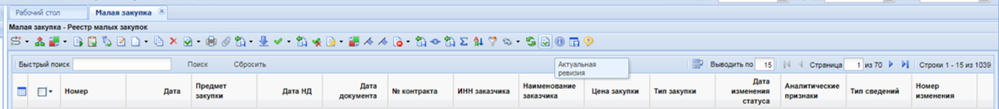 Рабочий стол Малая закупка
Малая закупка - Реестр малых закупок
Быстрый поиск Поиск Сбросить Актуальная ревизия Выводить по 15 Страница 1 из 70 Строки 1 - 15 из 1039
Номер Дата Предмет закупки Дата НД Дата документа № контракта ИНН заказчика Наименование заказчика Цена закупки Тип закупки Дата изменения статуса Аналитические признаки Тип сведений Номер изменения